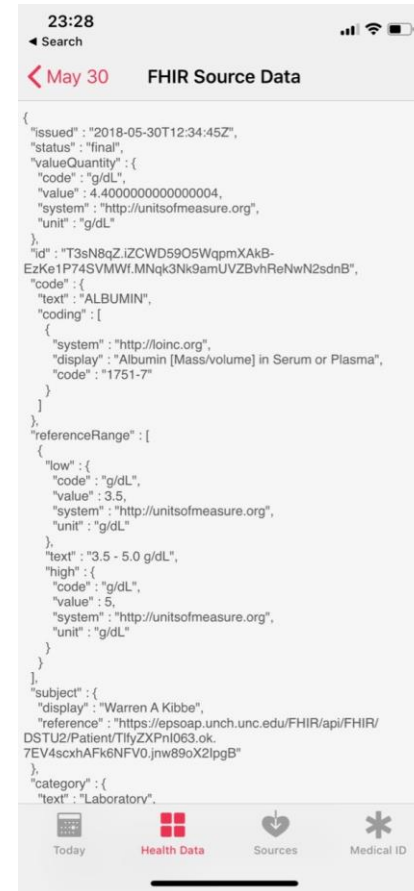 23:28
◀ Search
May 30
FHIR Source Data
{
"issued" : "2018-05-30T12:34:45Z",
"status" : "final",
"valueQuantity" : {
"code" : "g/dL",
"value" : 4.4000000000000004,
"system" : "http://unitsofmeasure.org",
"unit" : "g/dL"
},
"id" : "T3sN8qZ.iZCWD59O5WqpmXAkB-
EzKe1P74SVMWf.MNqk3Nk9amUVZBvhReNwN2sdnB",
"code" : {
"text" : "ALBUMIN",
"coding" : [
{
"system" : "http://loinc.org",
"display" : "Albumin [Mass/volume] in Serum or Plasma",
"code" : "1751-7"
}
]
},
"referenceRange" : [
{
"low" : {
"code" : "g/dL",
"value" : 3.5,
"system" : "http://unitsofmeasure.org",
"unit" : "g/dL"
},
"text" : "3.5 - 5.0 g/dL",
"high" : {
"code" : "g/dL",
"value" : 5,
"system" : "http://unitsofmeasure.org",
"unit" : "g/dL"
}
}
],
"subject" : {
"display" : "Warren A Kibbe",
"reference" : "https://epsoap.unch.unc.edu/FHIR/api/FHIR/
DSTU2/Patient/TlfyZXPnI063.ok.
7EV4scxhAFk6NFV0.jnw89oX2IpgB"
},
"category" : {
"text" : "Laboratory",
Today
Health Data
Sources
Medical ID